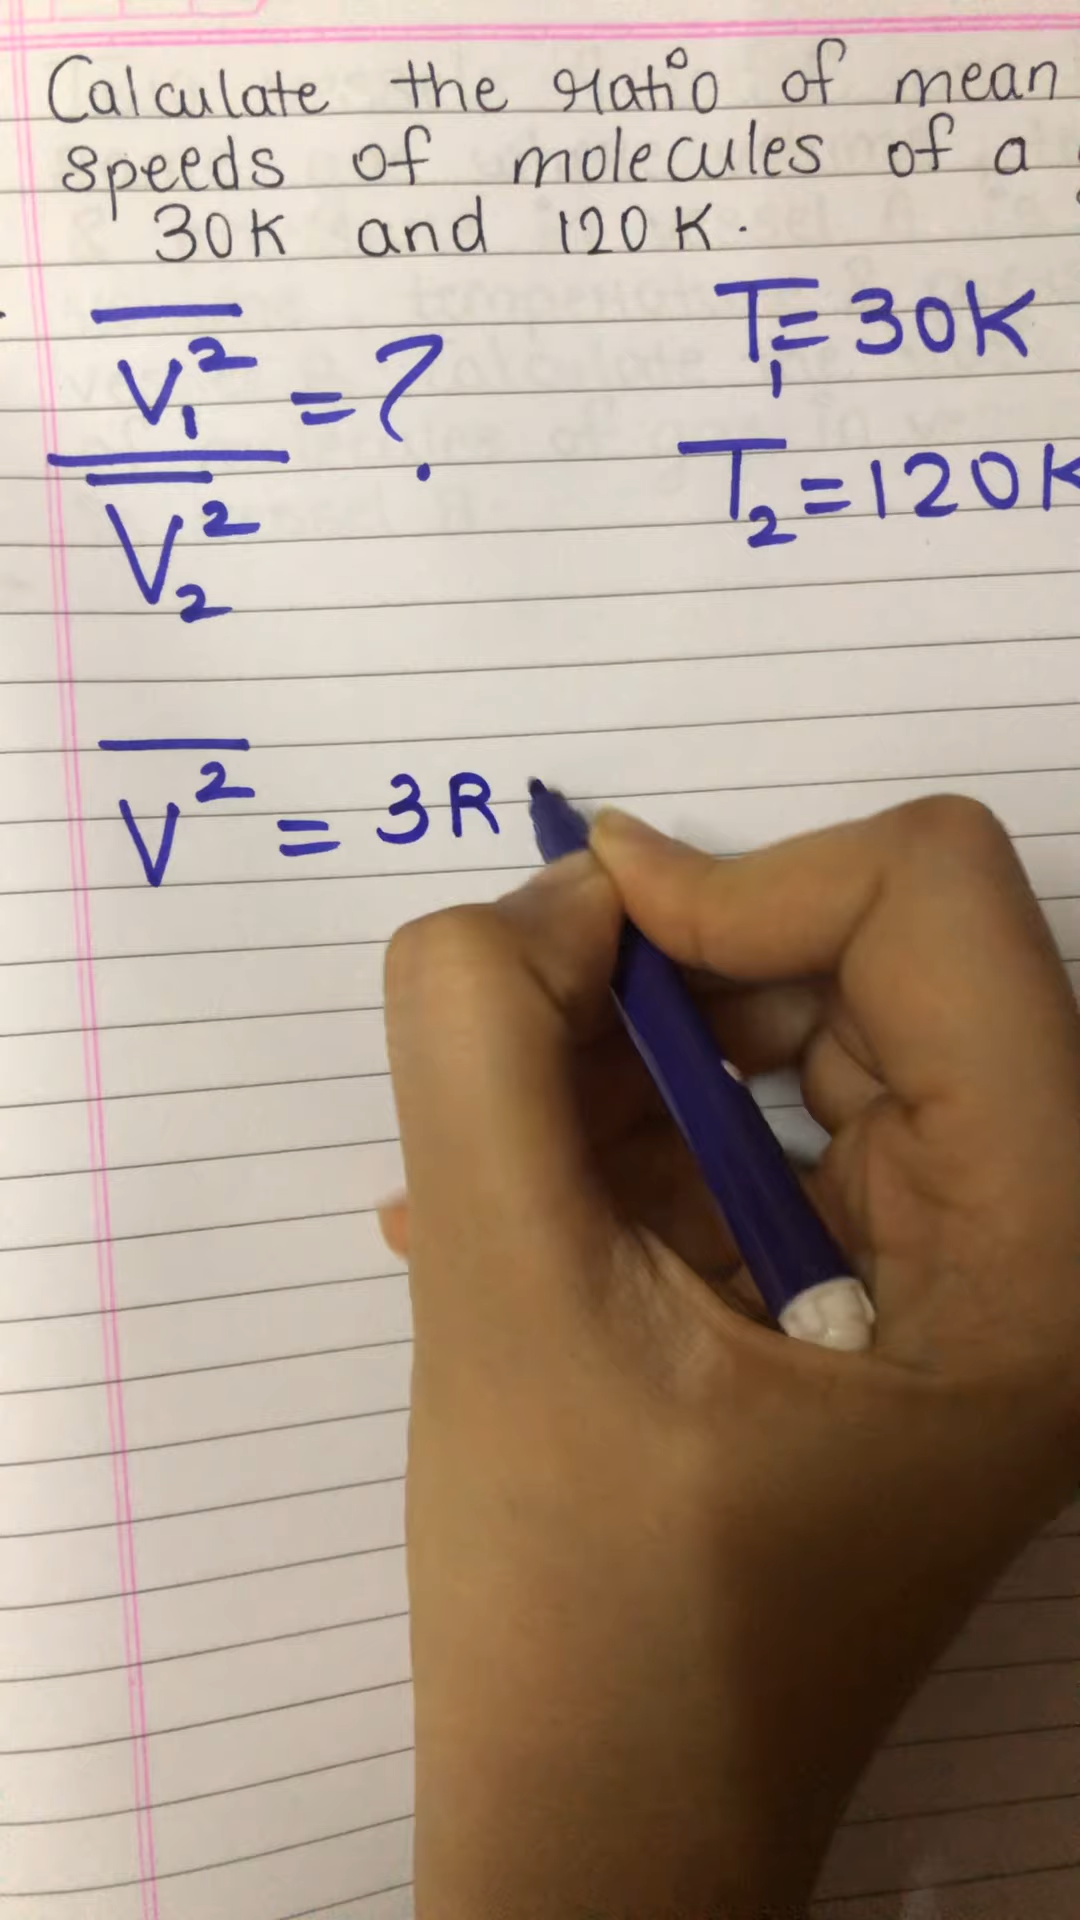 Calculate the ratio of mean
speeds of molecules of a
30K and 120K.
V₁² = ?
V₂²
T₁ = 30K
T₂ = 120K
V² = 3R